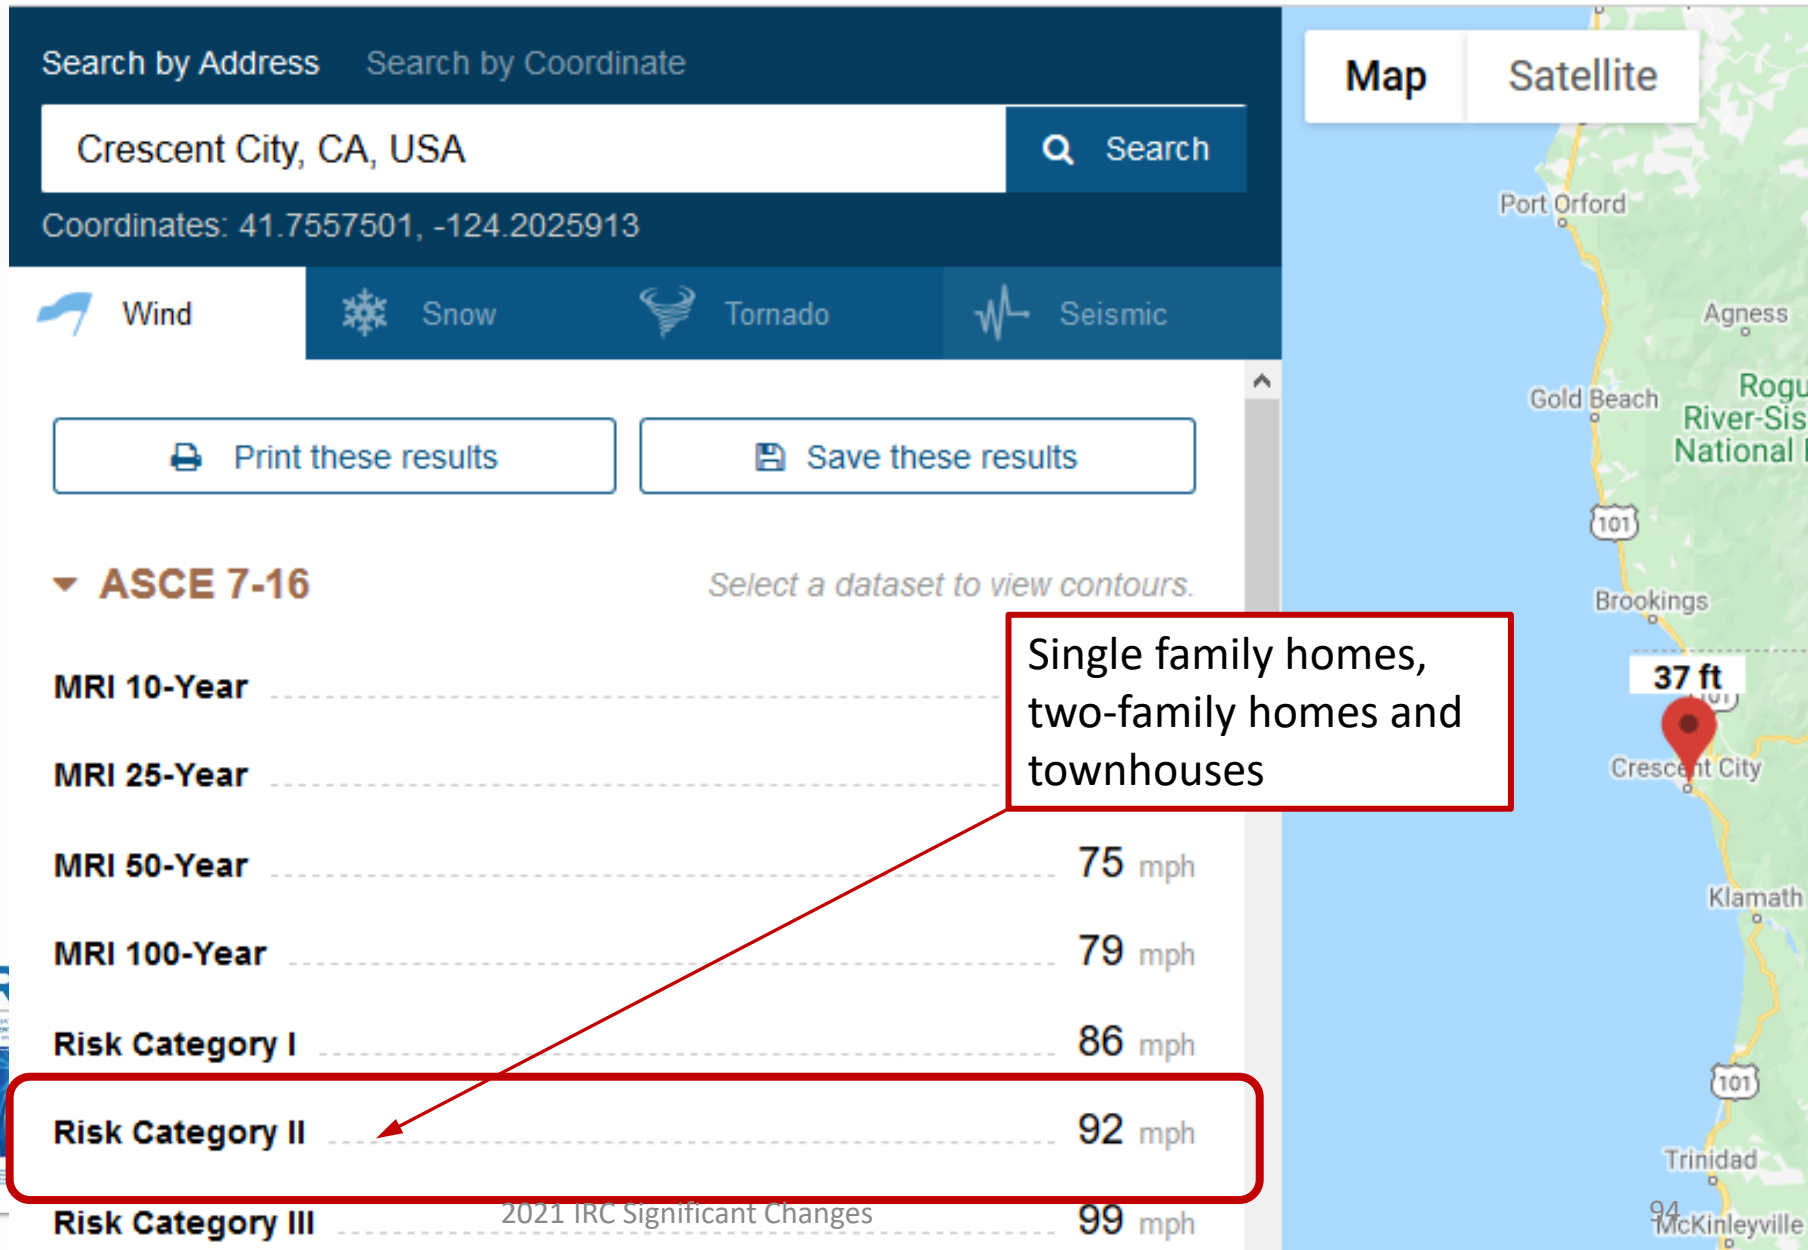 Search by Address Search by Coordinate
Crescent City, CA, USA
Search
Coordinates: 41.7557501, -124.2025913
Wind
Snow
Tornado
Seismic
Print these results
Save these results
ASCE 7-16
Select a dataset to view contours.
MRI 10-Year
MRI 25-Year
MRI 50-Year 75 mph
MRI 100-Year 79 mph
Risk Category I 86 mph
Risk Category II 92 mph
Risk Category III 99 mph
Single family homes,
two-family homes and
townhouses
2021 IRC Significant Changes
94
Map
Satellite
Port Orford
Agness
Gold Beach
River-Sis
National
101
Brookings
37 ft
101
Crescent City
Klamath
101
Trinidad
McKinleyville